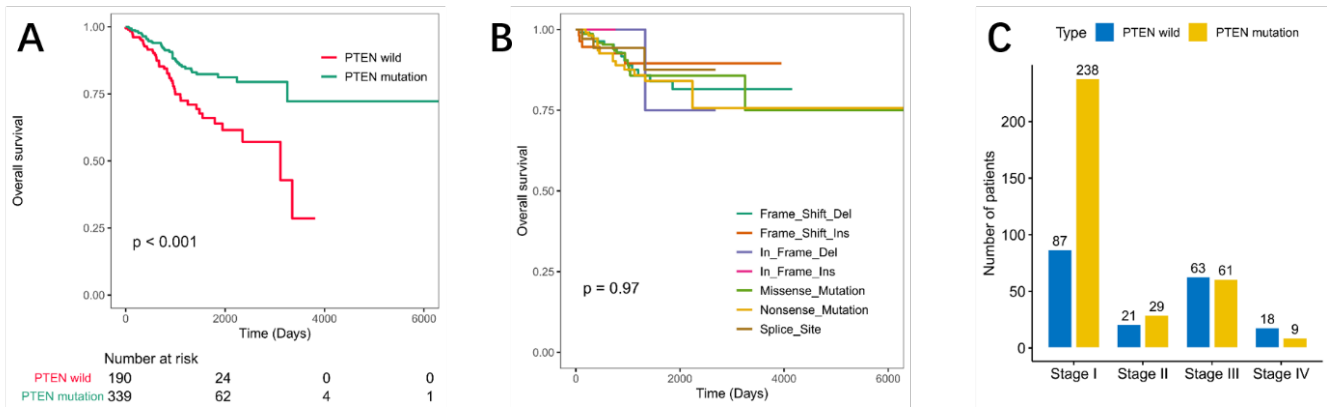 A
1.00
0.75
0.50
0.25
0.00
Overall survival
PTEN wild
PTEN mutation
p < 0.001
0 2000 4000 6000
Time (Days)
Number at risk
PTEN wild 190 24 0 0
PTEN mutation 339 62 4 1
B
1.00
0.75
0.50
0.25
0.00
Overall survival
Frame_Shift_Del
Frame_Shift_Ins
In_Frame_Del
In_Frame_Ins
Missense_Mutation
Nonsense_Mutation
Splice_Site
p = 0.97
0 2000 4000 6000
Time (Days)
C
Type PTEN wild PTEN mutation
Number of patients
200
150
100
50
0
87 238
21 29
63 61
18 9
Stage I Stage II Stage III Stage IV